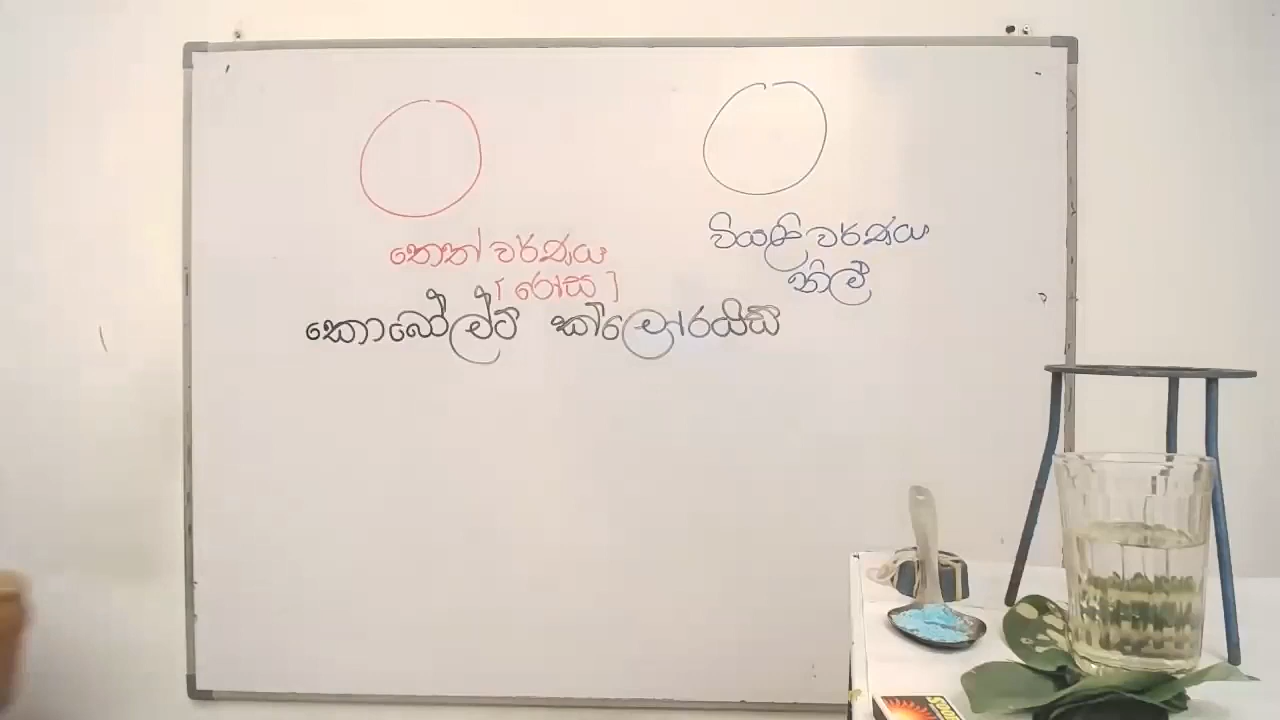 තෙත් වර්ණය
[ රෝස ]
වියළි වර්ණය
නිල්
කොබෝල්ට් ක්ලෝරයිඩ්